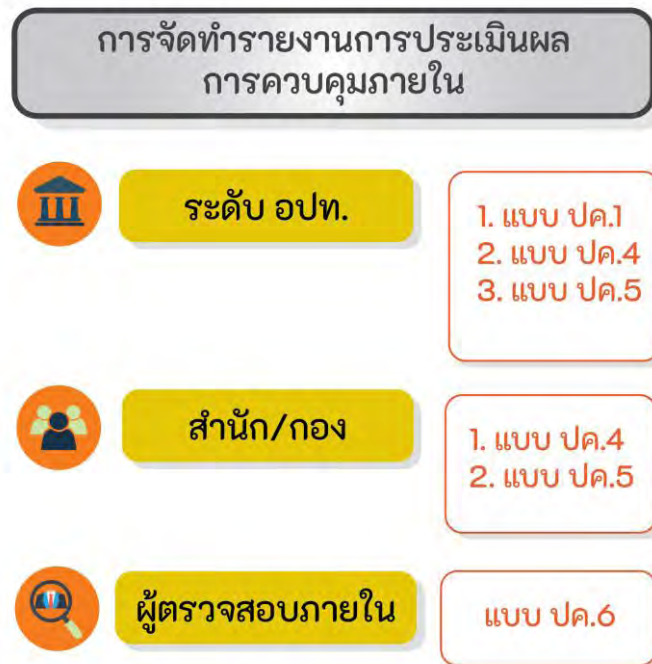 การจัดทำรายงานการประเมินผล
การควบคุมภายใน
ระดับ อปท.
1. แบบ ปค.1
2. แบบ ปค.4
3. แบบ ปค.5
สำนัก/กอง
1. แบบ ปค.4
2. แบบ ปค.5
ผู้ตรวจสอบภายใน
แบบ ปค.6